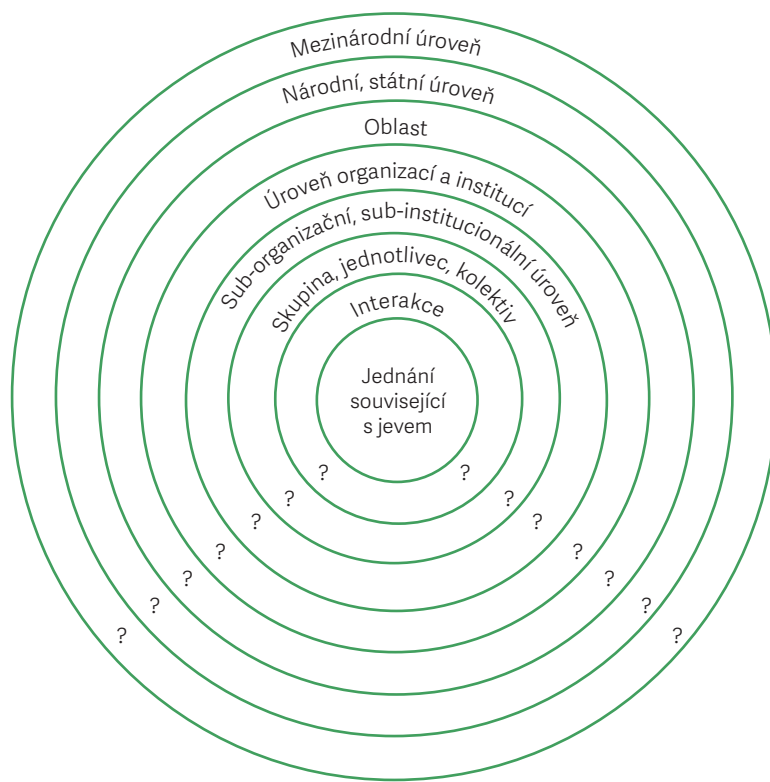 Mezinárodní úroveň
Národní, státní úroveň
Oblast
Úroveň organizací a institucí
Sub-organizační, sub-institucionální úroveň
Skupina, jednotlivec, kolektiv
Interakce
Jednání
související
s jevem
? ?
? ?
? ?
? ?
? ?
? ?
? ?